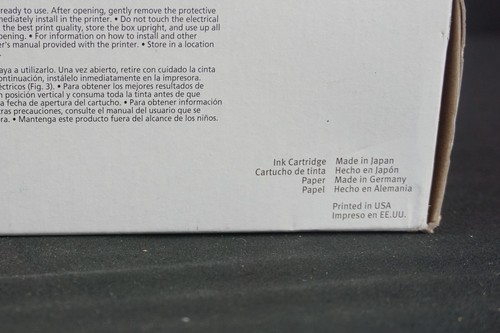 ready to use. After opening, gently remove the protective
mediately install in the printer. • Do not touch the electrical
the best print quality, store the box upright, and use up all
pening. • For information on how to install and other
er's manual provided with the printer. • Store in a location
aya a utilizarlo. Una vez abierto, retire con cuidado la cinta
ontinuación, instálelo inmediatamente en la impresora.
éctricos (Fig. 3). • Para obtener los mejores resultados de
n posición vertical y consuma toda la tinta antes de que
a fecha de apertura del cartucho. • Para obtener información
tras precauciones, consulte el manual del usuario que se
ra. • Mantenga este producto fuera del alcance de los niños.
Ink Cartridge Made in Japan
Cartucho de tinta Hecho en Japón
Paper Made in Germany
Papel Hecho en Alemania
Printed in USA
Impreso en EE.UU.